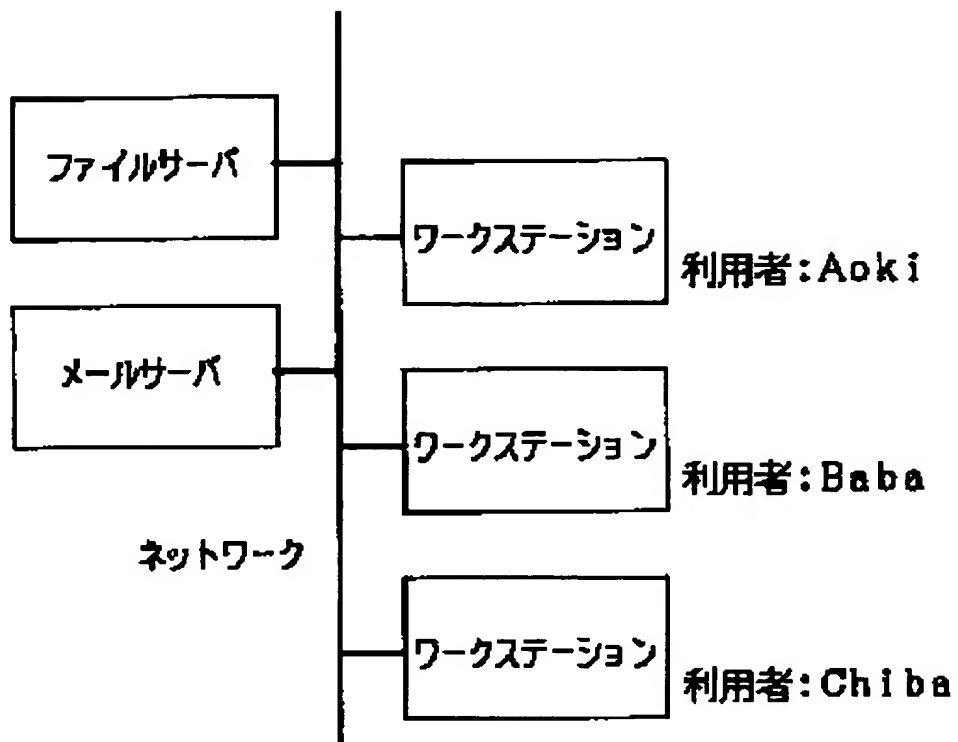 ファイルサーバ
ワークステーション
利用者:Aoki
メールサーバ
ワークステーション
利用者:Baba
ネットワーク
ワークステーション
利用者:Chiba